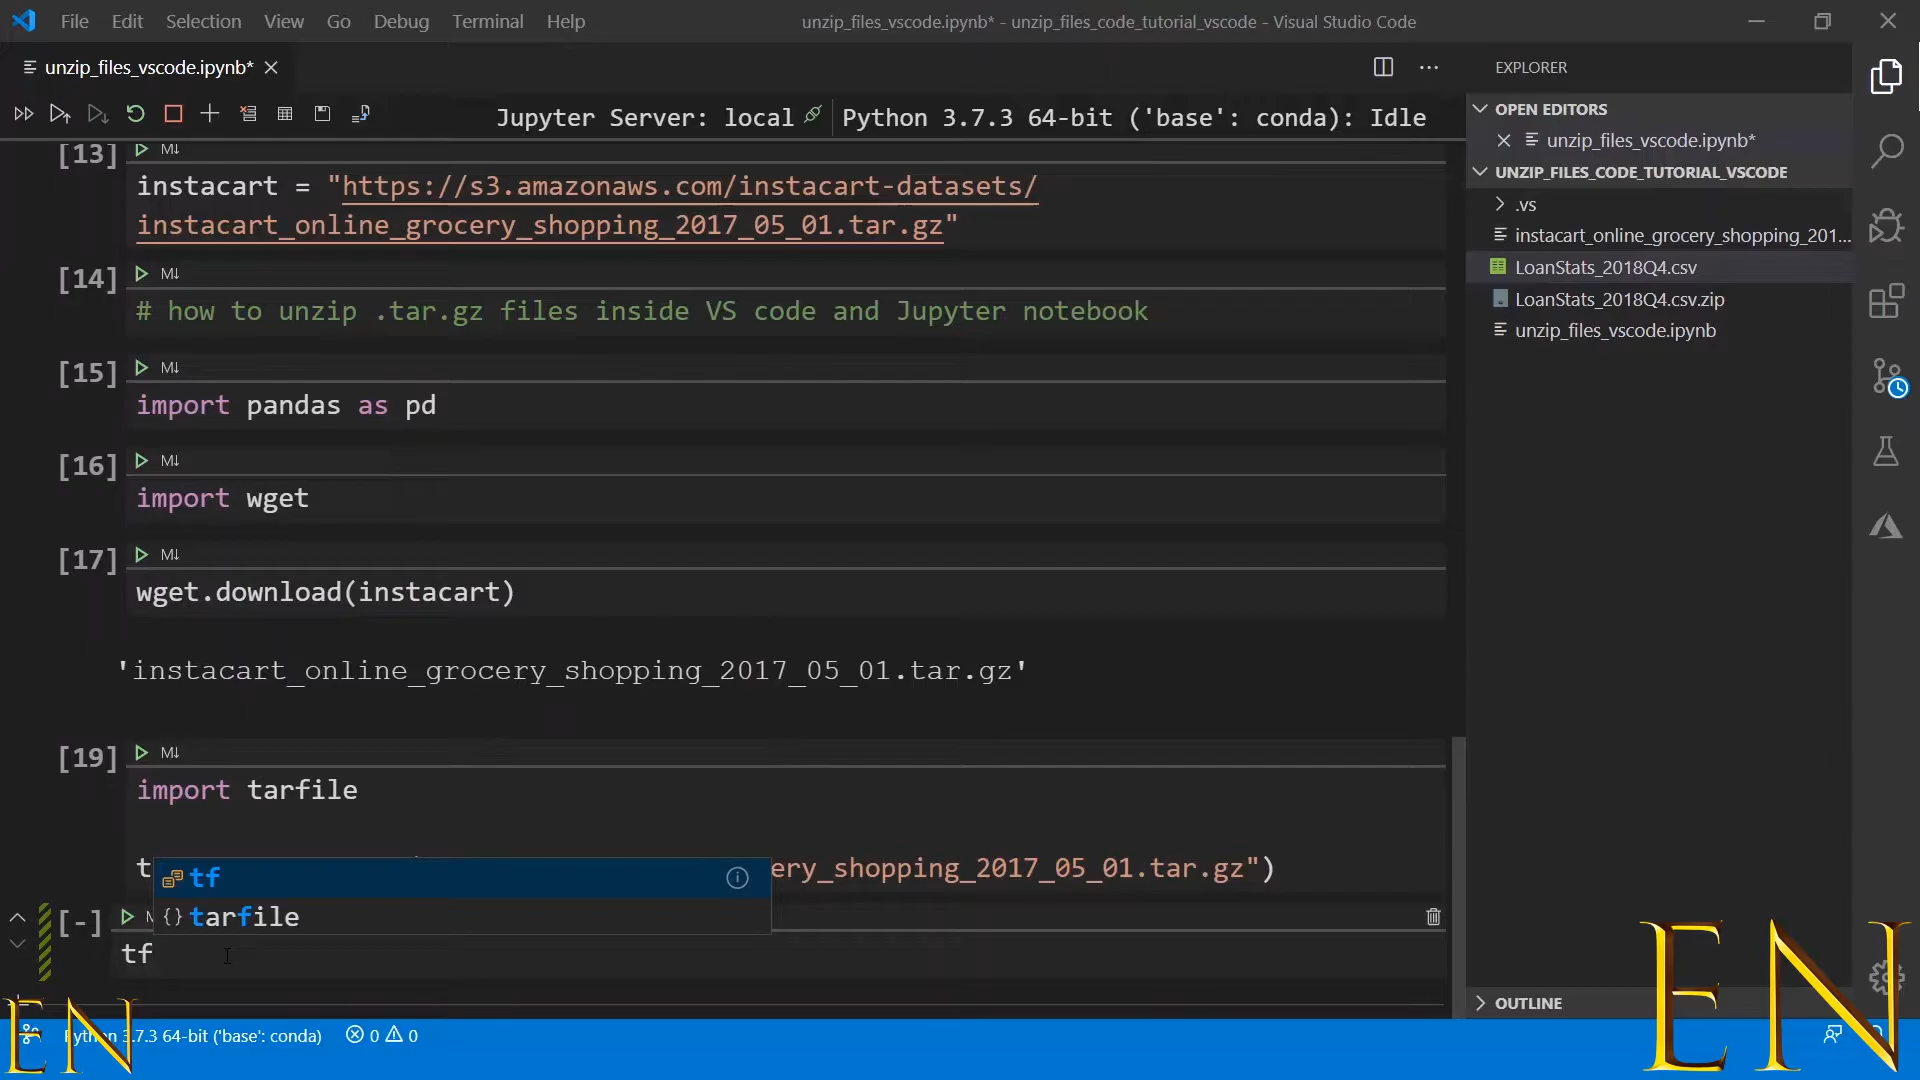 File Edit Selection View Go Debug Terminal Help
unzip_files_vscode.ipynb* - unzip_files_code_tutorial_vscode - Visual Studio Code
unzip_files_vscode.ipynb*
Jupyter Server: local
Python 3.7.3 64-bit ('base': conda): Idle
[13] M↓
instacart = "https://s3.amazonaws.com/instacart-datasets/
instacart_online_grocery_shopping_2017_05_01.tar.gz"
[14] M↓
# how to unzip .tar.gz files inside VS code and Jupyter notebook
[15] M↓
import pandas as pd
[16] M↓
import wget
[17] M↓
wget.download(instacart)
'instacart_online_grocery_shopping_2017_05_01.tar.gz'
[19] M↓
import tarfile
t
ery_shopping_2017_05_01.tar.gz")
tf
{} tarfile
[-]
tf
EXPLORER
OPEN EDITORS
unzip_files_vscode.ipynb*
UNZIP_FILES_CODE_TUTORIAL_VSCODE
.vs
instacart_online_grocery_shopping_201...
LoanStats_2018Q4.csv
LoanStats_2018Q4.csv.zip
unzip_files_vscode.ipynb
OUTLINE
Python 3.7.3 64-bit ('base': conda)
0 0
EN
EN